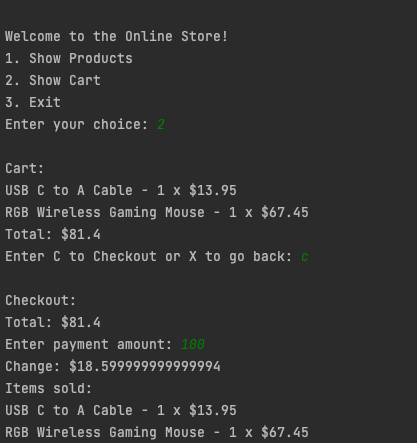 Welcome to the Online Store!
1. Show Products
2. Show Cart
3. Exit
Enter your choice: 2
Cart:
USB C to A Cable - 1 x $13.95
RGB Wireless Gaming Mouse - 1 x $67.45
Total: $81.4
Enter C to Checkout or X to go back: c
Checkout:
Total: $81.4
Enter payment amount: 100
Change: $18.599999999999994
Items sold:
USB C to A Cable - 1 x $13.95
RGB Wireless Gaming Mouse - 1 x $67.45